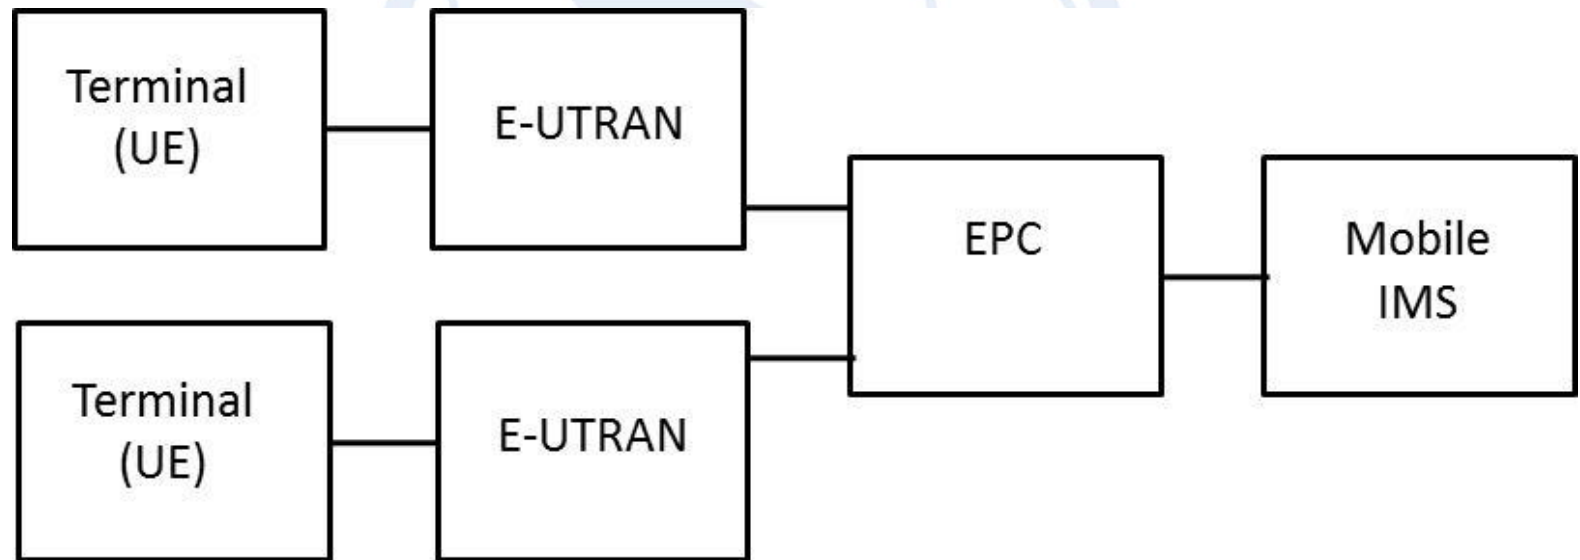 Terminal
(UE)
E-UTRAN
EPC
Mobile
IMS
Terminal
(UE)
E-UTRAN